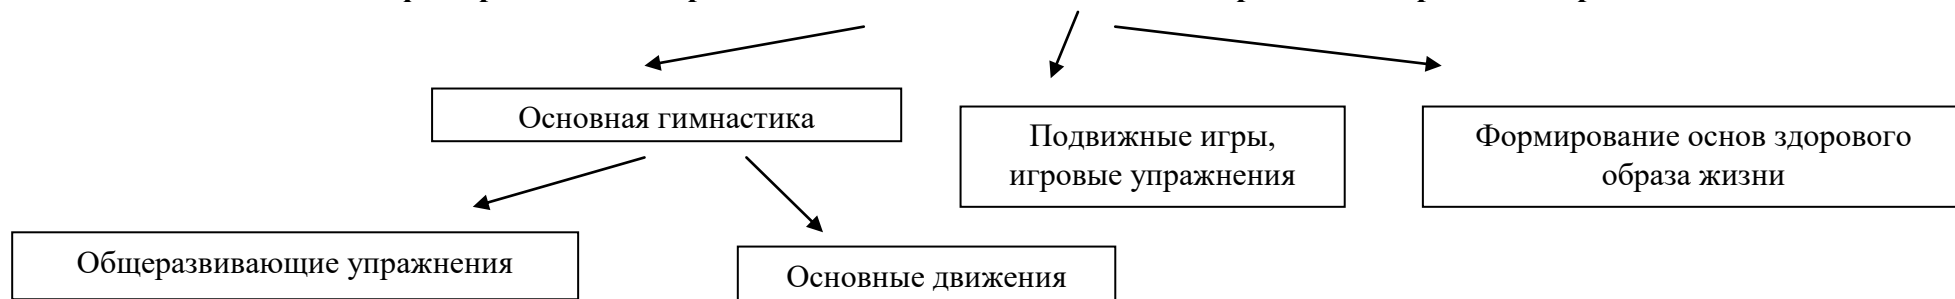 Основная гимнастика
Подвижные игры,
игровые упражнения
Формирование основ здорового
образа жизни
Общеразвивающие упражнения
Основные движения